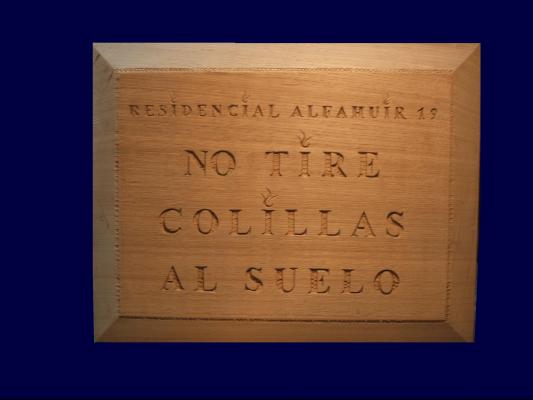 RESIDENCIAL ALFAHUIR 19
NO TIRE
COLILLAS
AL SUELO